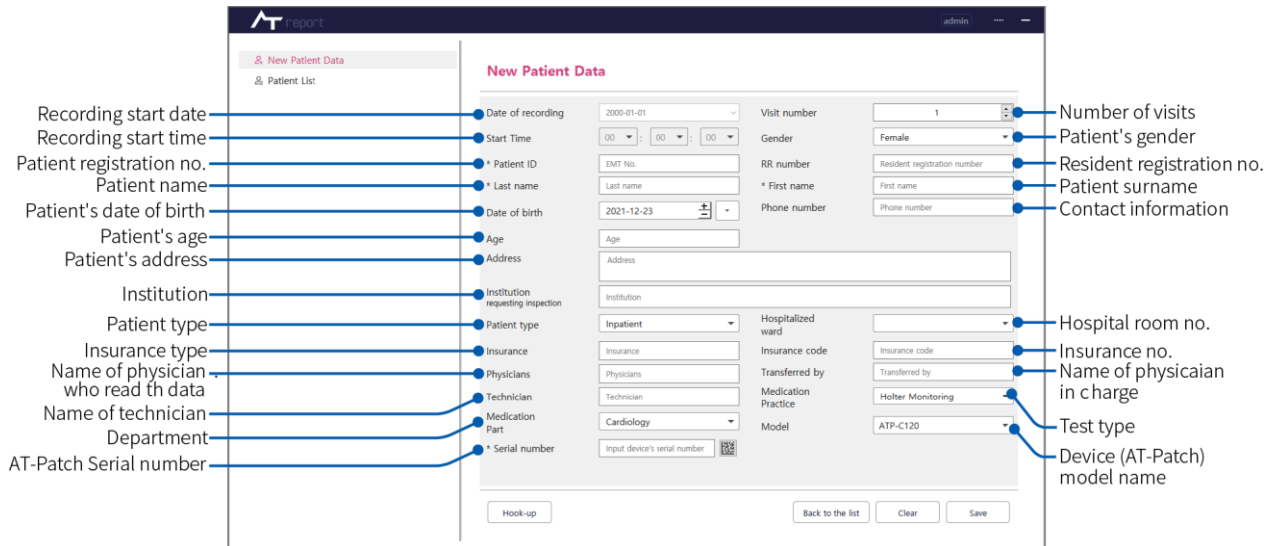 AT report
admin
New Patient Data
Patient List
New Patient Data
Recording start date
Date of recording
2000-01-01
Visit number
1
Number of visits
Recording start time
Start Time
00 : 00 : 00
Gender
Female
Patient's gender
Patient registration no.
* Patient ID
EMT No.
RR number
Resident registration number
Resident registration no.
Patient name
* Last name
Last name
* First name
First name
Patient surname
Patient's date of birth
Date of birth
2021-12-23
Phone number
Phone number
Contact information
Patient's age
Age
Age
Patient's address
Address
Address
Institution
Institution
requesting inspection
Institution
Patient type
Patient type
Inpatient
Hospitalized
ward
Hospital room no.
Insurance type
Insurance
Insurance
Insurance code
Insurance code
Insurance no.
Name of physician .
who read th data
Physicians
Physicians
Transferred by
Transferred by
Name of physicaian
in charge
Name of technician
Technician
Technician
Medication
Practice
Holter Monitoring
Test type
Department
Medication
Part
Cardiology
Model
ATP-C120
Device (AT-Patch)
model name
AT-Patch Serial number
* Serial number
Input device's serial number
Hook-up
Back to the list
Clear
Save